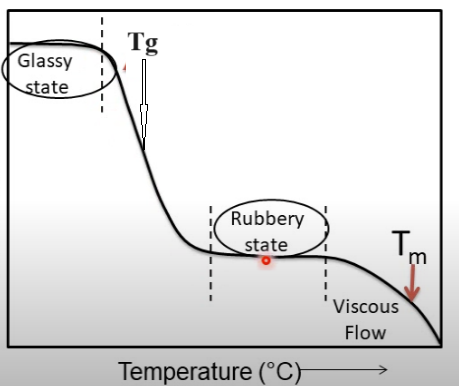 Tg
Glassy
state
Rubbery
state
Tm
Viscous
Flow
Temperature (°C)